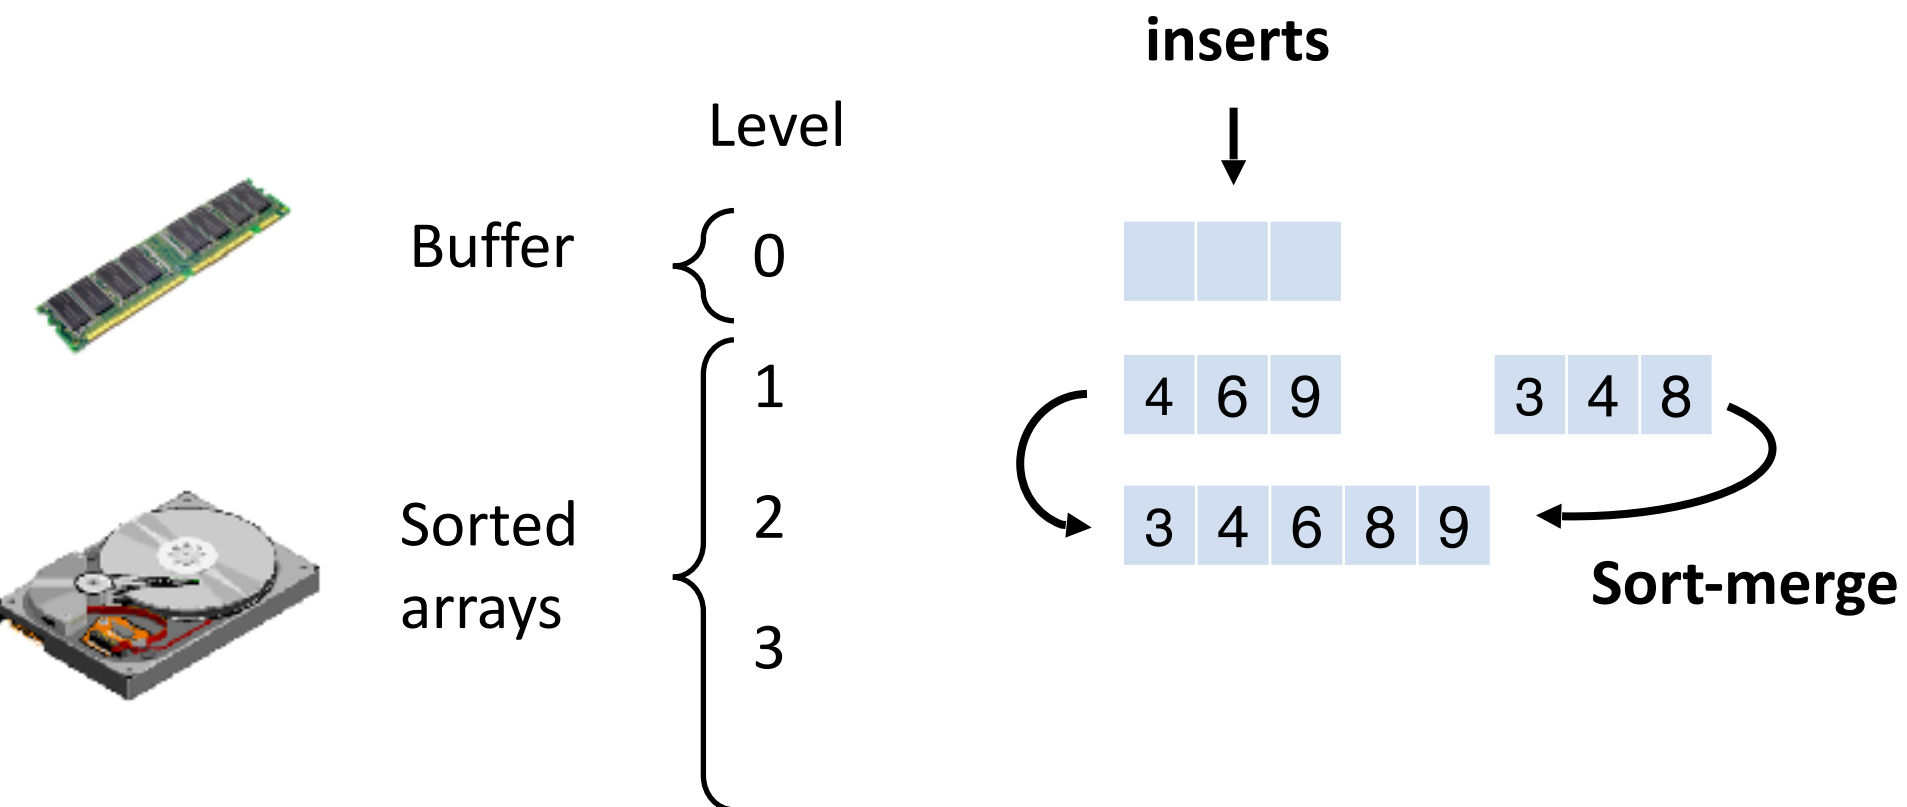 inserts
Level
Buffer
0
1
4 6 9
3 4 8
Sorted
arrays
2
3 4 6 8 9
Sort-merge
3